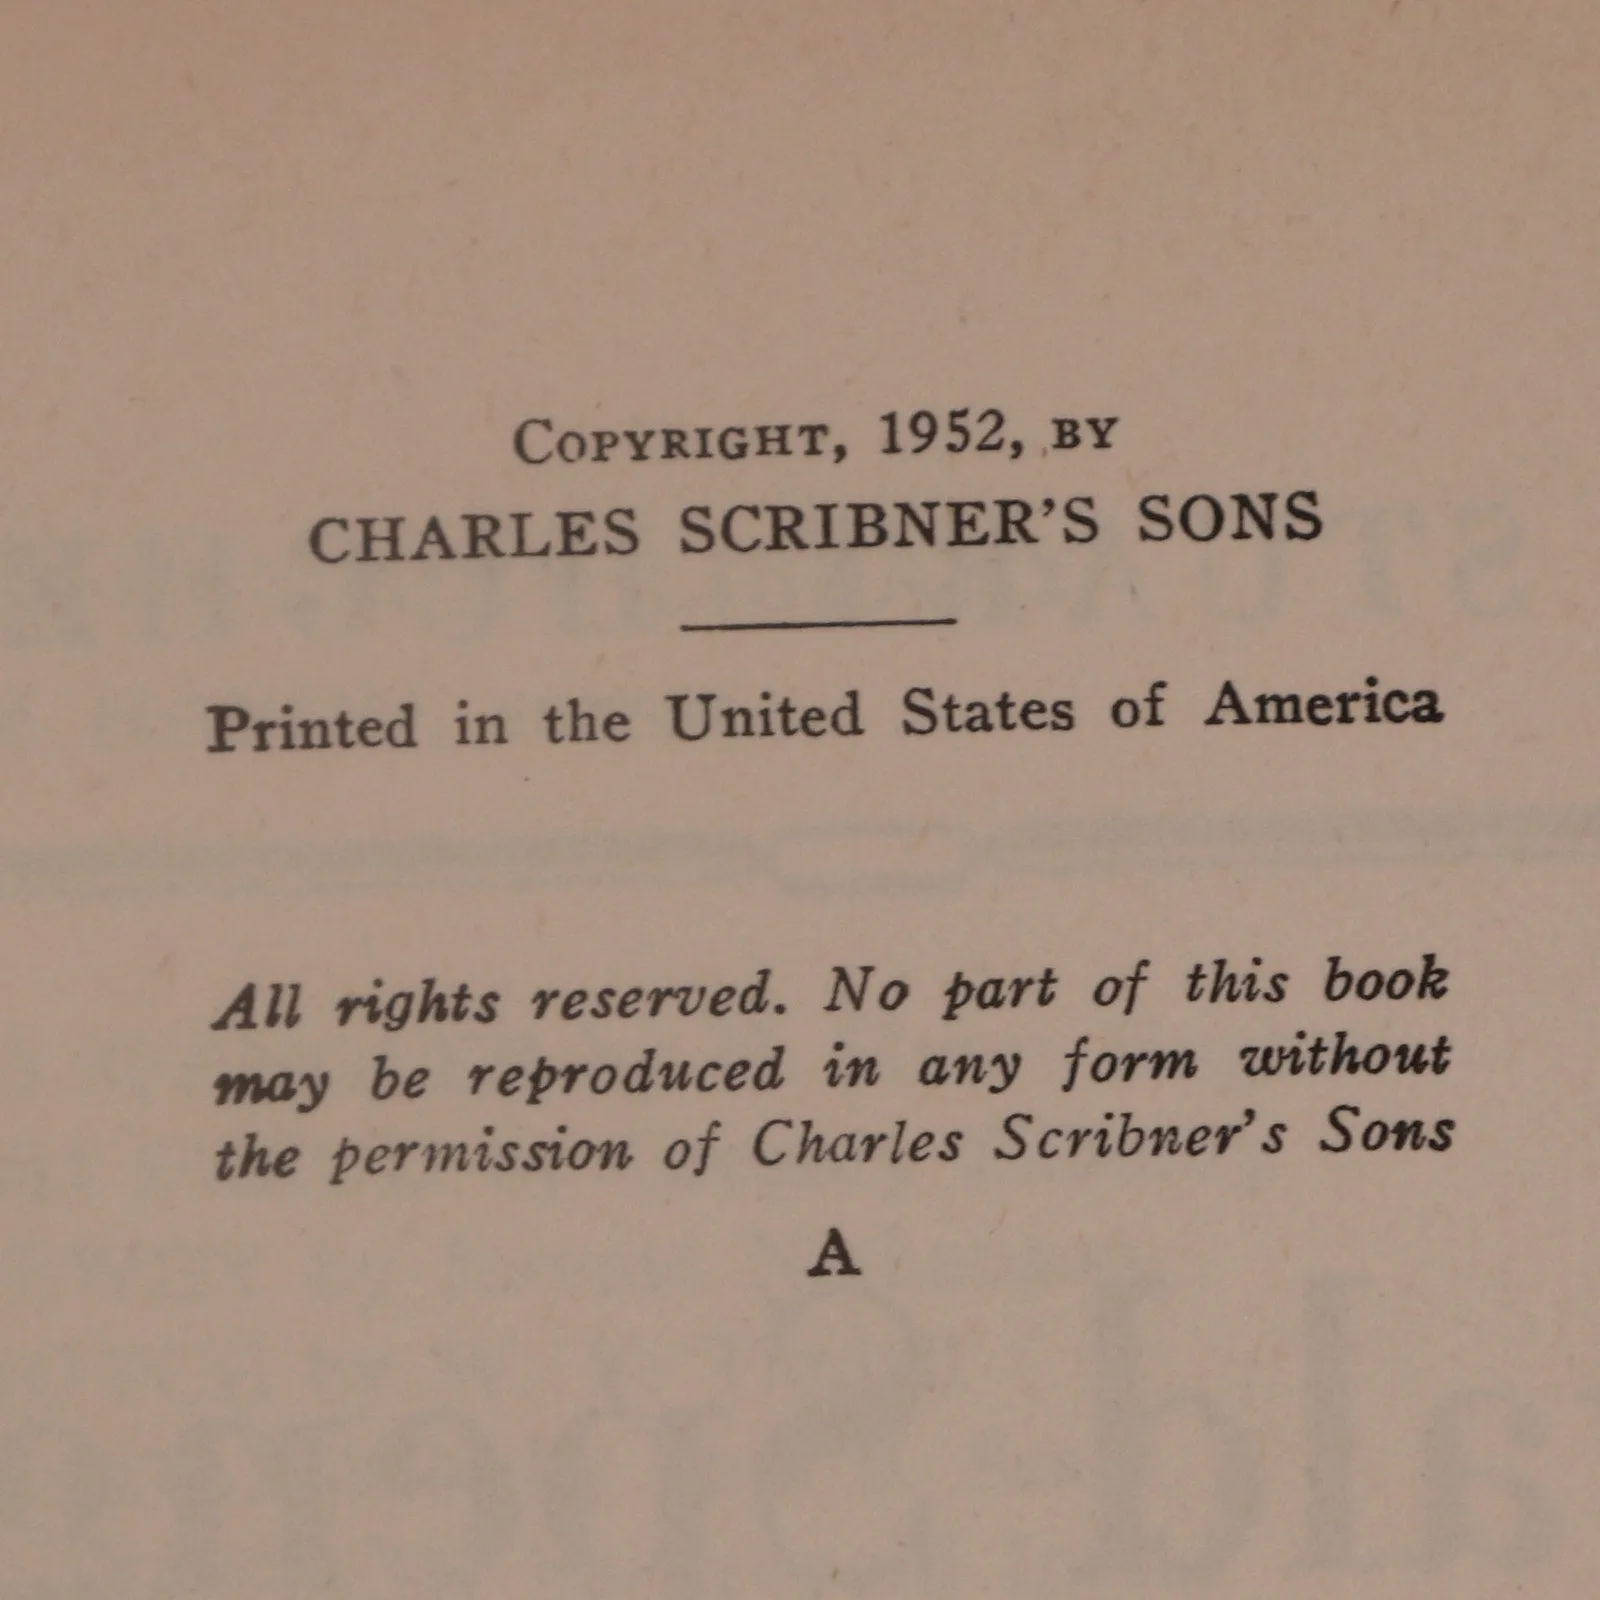 COPYRIGHT, 1952, BY
CHARLES SCRIBNER'S SONS
Printed in the United States of America
All rights reserved. No part of this book
may be reproduced in any form without
the permission of Charles Scribner's Sons
A